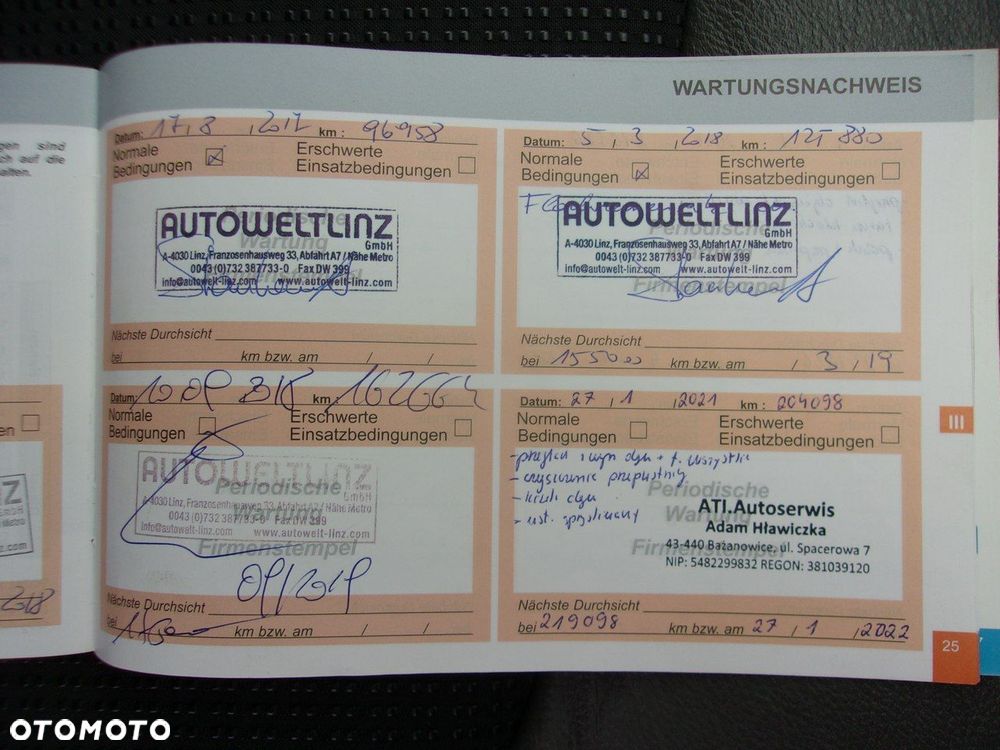 WARTUNGSNACHWEIS
Datum: 17, 8, 2017 km: 96958
Normale
Bedingungen
Erschwerte
Einsatzbedingungen
Periodische
Wartung
Firmenstempel
AUTOWELTLINZ
GmbH
A-4030 Linz, Franzosenhausweg 33, Abfahrt A7 / Nähe Metro
0043 (0)732 387733-0 Fax DW 399
info@autowelt-linz.com www.autowelt-linz.com
Nächste Durchsicht
bei km bzw. am / /
Datum: 5 / 3 / 2018 km:
Normale
Bedingungen
Erschwerte
Einsatzbedingungen
Periodische
Wartung
Firmenstempel
AUTOWELTLINZ
GmbH
A-4030 Linz, Franzosenhausweg 33, Abfahrt A7 / Nähe Metro
0043 (0)732 387733-0 Fax DW 399
info@autowelt-linz.com www.autowelt-linz.com
Nächste Durchsicht
bei 155000 km bzw. am / 3 / 19
Datum: km: 162664
Normale
Bedingungen
Erschwerte
Einsatzbedingungen
Periodische
Wartung
Firmenstempel
AUTOWELTLINZ
GmbH
A-4030 Linz, Franzosenhausweg 33, Abfahrt A7 / Nähe Metro
0043 (0)732 387733-0 Fax DW 399
info@autowelt-linz.com www.autowelt-linz.com
09/2019
Nächste Durchsicht
bei km bzw. am / /
Datum: 27 / 1 / 2021 km: 204098
Normale
Bedingungen
Erschwerte
Einsatzbedingungen
- czyszczenie przepustnicy
Periodische
Wartung
Firmenstempel
ATI.Autoserwis
Adam Hławiczka
43-440 Bażanowice, ul. Spacerowa 7
NIP: 5482299832 REGON: 381039120
Nächste Durchsicht
bei 219098 km bzw. am 27 / 1 / 2022
III
25
2018
OTOMOTO